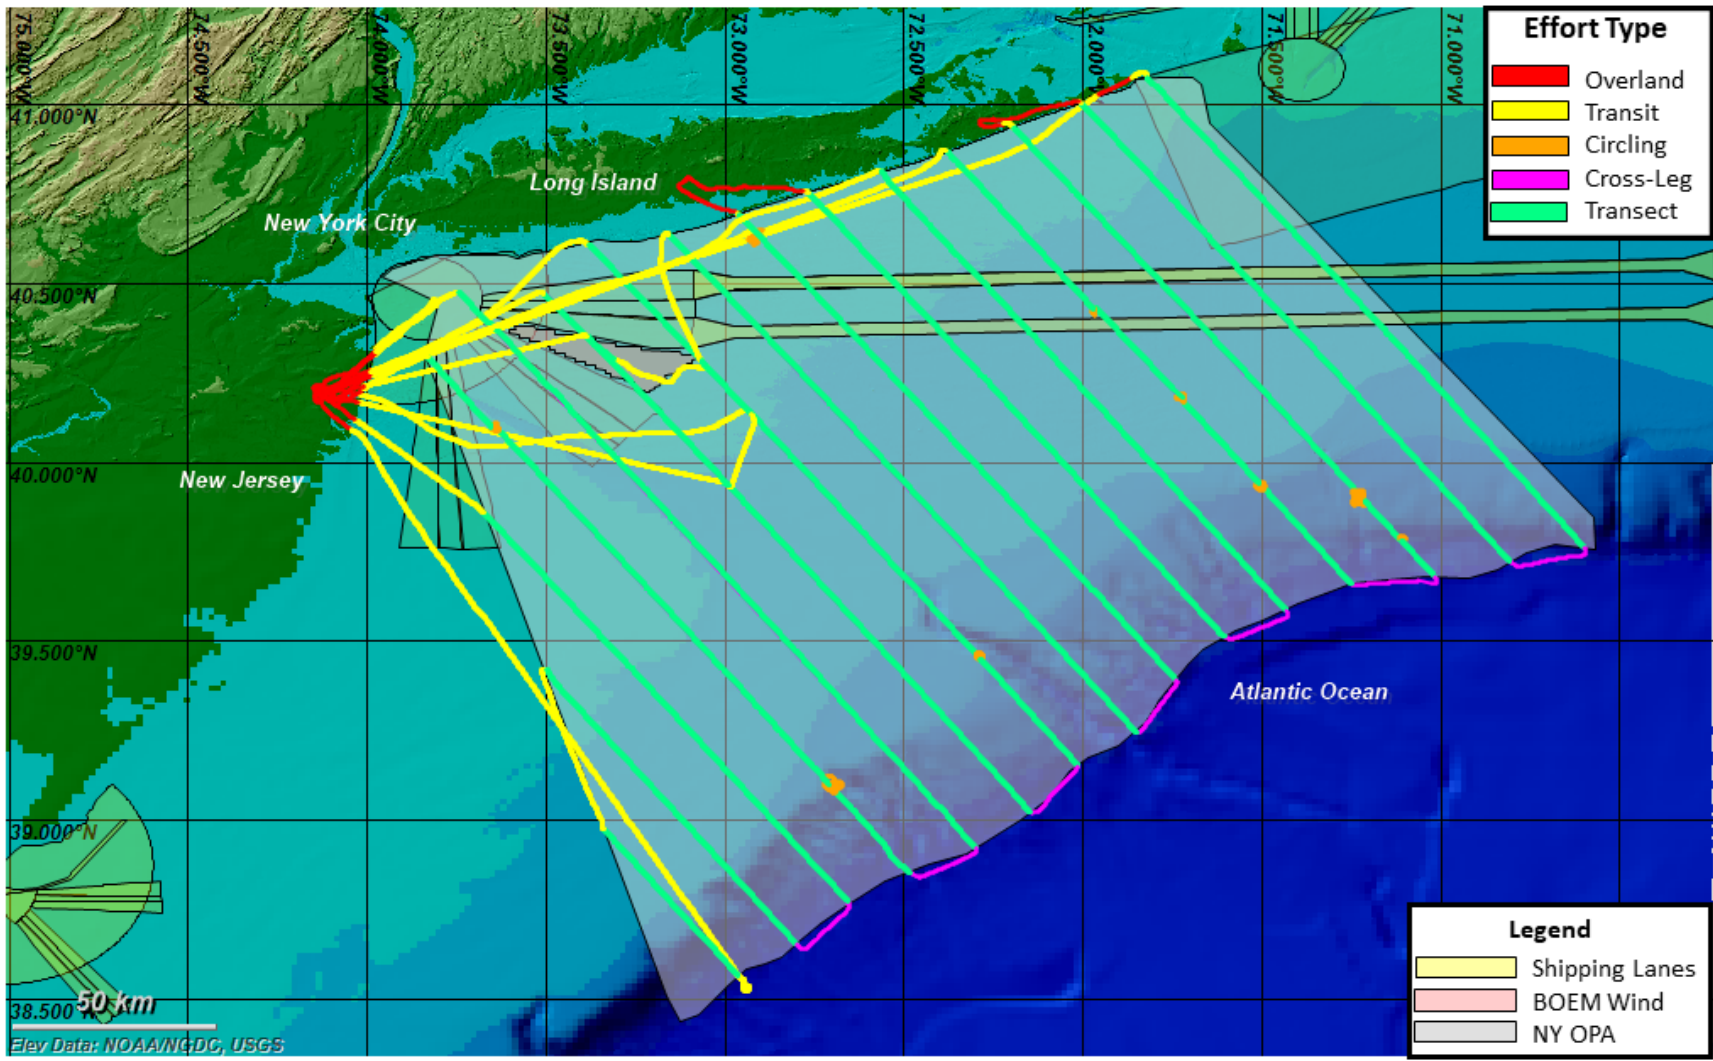 75.000°W
74.500°W
74.000°W
73.500°W
73.000°W
72.500°W
72.000°W
71.500°W
71.000°W
Effort Type
Overland
Transit
Circling
Cross-Leg
Transect
41.000°N
Long Island
New York City
40.500°N
New Jersey
40.000°N
39.500°N
Atlantic Ocean
39.000°N
38.500°N
50 km
Elev Data: NOAA/NGDC, USGS
Legend
Shipping Lanes
BOEM Wind
NY OPA